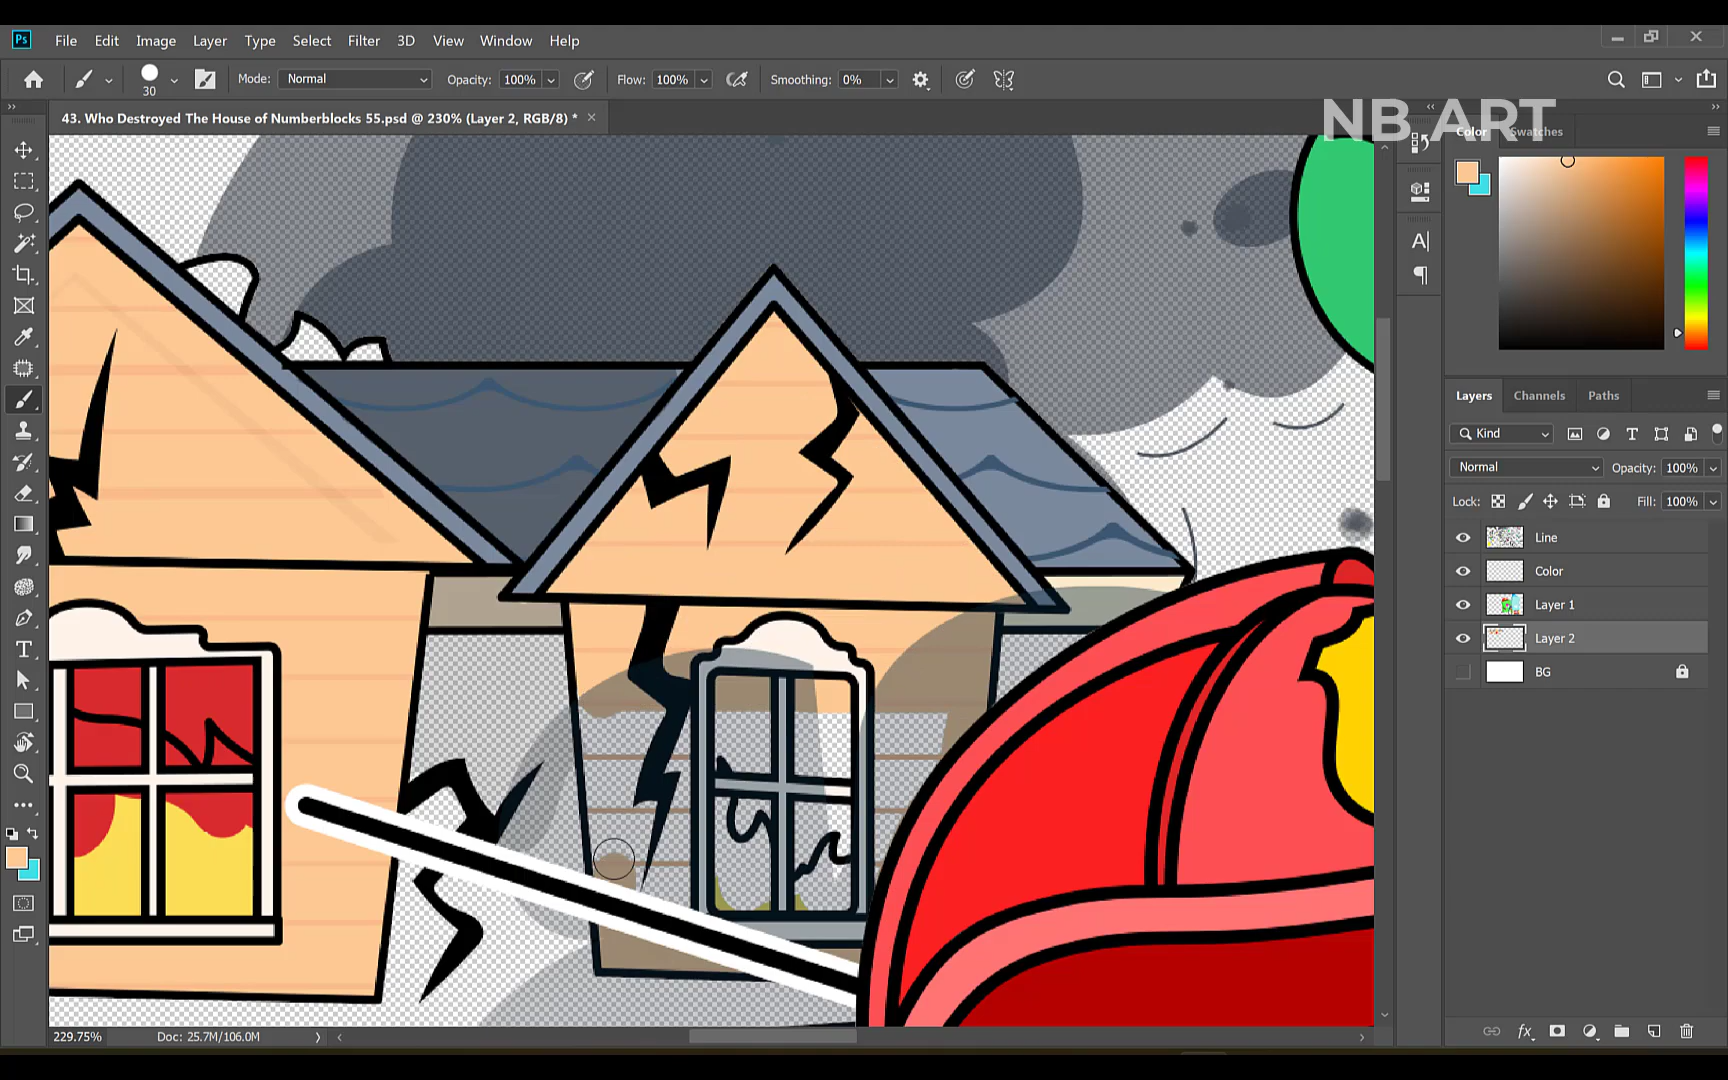 Ps File Edit Image Layer Type Select Filter 3D View Window Help
30 Mode: Normal Opacity: 100% Flow: 100% Smoothing: 0%
43. Who Destroyed The House of Numberblocks 55.psd @ 230% (Layer 2, RGB/8) *
NB ART
Color Swatches
Layers Channels Paths
Kind
Normal Opacity: 100%
Lock: Fill: 100%
Line
Color
Layer 1
Layer 2
BG
fx
229.75% Doc: 25.7M/106.0M